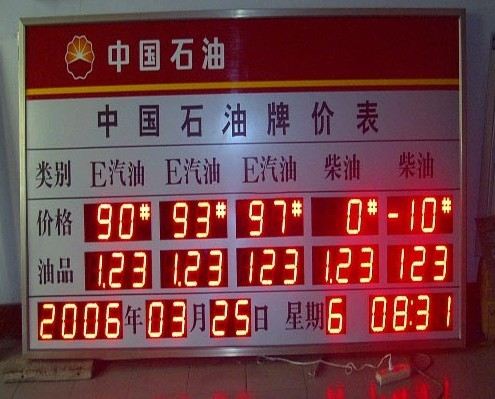 中国石油
中国石油牌价表
类别 E汽油 E汽油 E汽油 柴油 柴油
价格 90# 93# 97# 0# -10#
油品 1.23 1.23 123 1.23 123
2006年03月25日 星期6 08:31